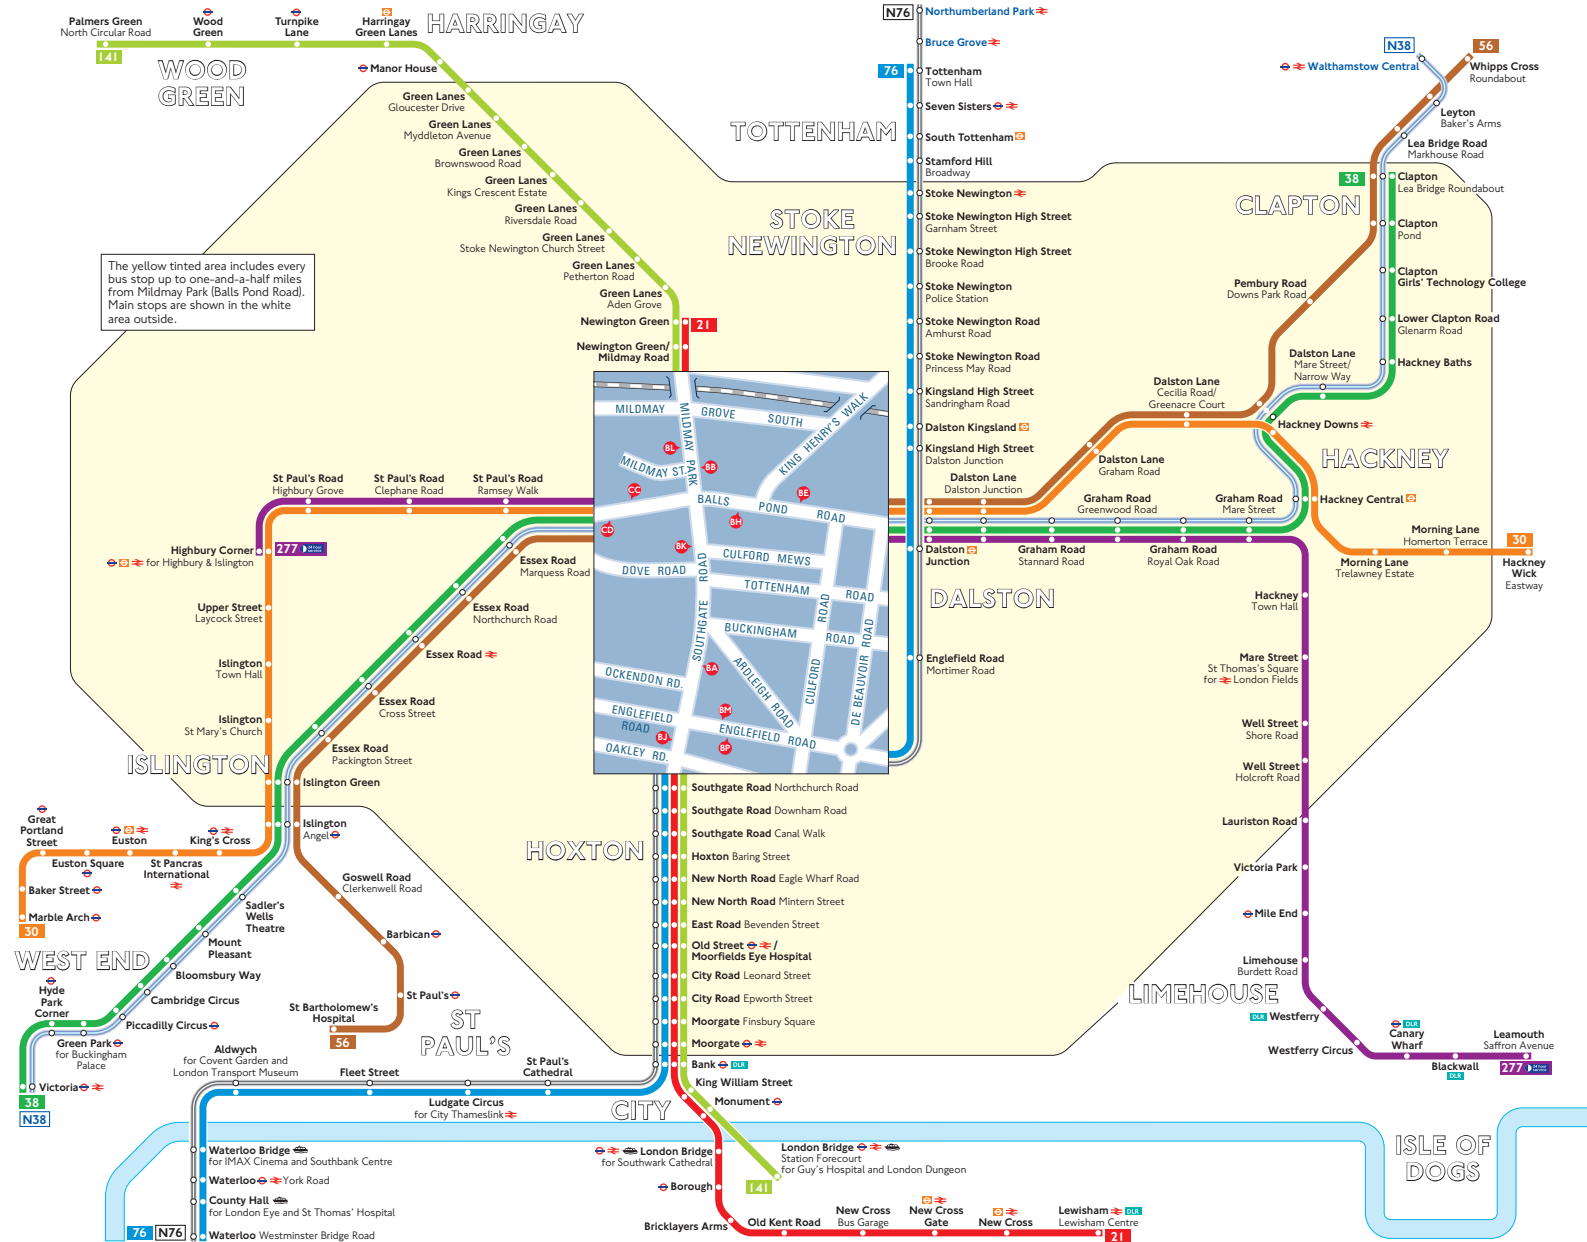 Palmers Green
North Circular Road
141
Wood
Green
Turnpike
Lane
Harringay
Green Lanes
HARRINGAY
WOOD
GREEN
Manor House
Green Lanes
Gloucester Drive
Green Lanes
Myddleton Avenue
Green Lanes
Brownswood Road
Green Lanes
Kings Crescent Estate
Green Lanes
Riversdale Road
Green Lanes
Stoke Newington Church Street
Green Lanes
Petherton Road
Green Lanes
Aden Grove
Newington Green
21
Newington Green/
Mildmay Road
The yellow tinted area includes every
bus stop up to one-and-a-half miles
from Mildmay Park (Balls Pond Road).
Main stops are shown in the white
area outside.
N76
Northumberland Park
Bruce Grove
76
Tottenham
Town Hall
Seven Sisters
TOTTENHAM
South Tottenham
Stamford Hill
Broadway
Stoke Newington
STOKE
NEWINGTON
Stoke Newington High Street
Garnham Street
Stoke Newington High Street
Brooke Road
Stoke Newington
Police Station
Stoke Newington Road
Amhurst Road
Stoke Newington Road
Princess May Road
Kingsland High Street
Sandringham Road
Dalston Kingsland
Kingsland High Street
Dalston Junction
Dalston
Junction
Englefield Road
Mortimer Road
N38
56
Walthamstow Central
Whipps Cross
Roundabout
Leyton
Baker's Arms
Lea Bridge Road
Markhouse Road
38
Clapton
Lea Bridge Roundabout
CLAPTON
Clapton
Pond
Clapton
Girls' Technology College
Pembury Road
Downs Park Road
Lower Clapton Road
Glenarm Road
Dalston Lane
Mare Street/
Narrow Way
Hackney Baths
Dalston Lane
Cecilia Road/
Greenacre Court
Hackney Downs
Dalston Lane
Graham Road
HACKNEY
Dalston Lane
Dalston Junction
Graham Road
Greenwood Road
Graham Road
Mare Street
Hackney Central
Graham Road
Stannard Road
Graham Road
Royal Oak Road
Morning Lane
Homerton Terrace
30
Morning Lane
Trelawney Estate
Hackney
Wick
Eastway
DALSTON
Hackney
Town Hall
Mare Street
St Thomas's Square
for London Fields
Well Street
Shore Road
Well Street
Holcroft Road
Lauriston Road
Victoria Park
Mile End
Limehouse
Burdett Road
LIMEHOUSE
DLR Westferry
Westferry Circus
DLR
Canary
Wharf
Blackwall
DLR
Leamouth
Saffron Avenue
277 24 hour service
ISLE OF
DOGS
St Paul's Road
Highbury Grove
St Paul's Road
Clephane Road
St Paul's Road
Ramsey Walk
Highbury Corner
for Highbury & Islington
277 24 hour service
Upper Street
Laycock Street
Islington
Town Hall
Islington
St Mary's Church
ISLINGTON
Essex Road
Marquess Road
Essex Road
Northchurch Road
Essex Road
Essex Road
Cross Street
Essex Road
Packington Street
Islington Green
Islington
Angel
MILDMAY GROVE SOUTH
MILDMAY PARK
KING HENRY'S WALK
MILDMAY ST.
BL
BB
CC
BE
BH
CD
BK
BALLS POND ROAD
CULFORD MEWS
DOVE ROAD
TOTTENHAM ROAD
SOUTHGATE ROAD
BUCKINGHAM ROAD
CULFORD ROAD
DE BEAUVOIR ROAD
ARDLEIGH ROAD
OCKENDON RD.
BA
BM
BJ
BP
ENGLEFIELD
ROAD
ENGLEFIELD ROAD
OAKLEY RD.
Great
Portland
Street
Euston
King's Cross
Euston Square
St Pancras
International
Baker Street
Marble Arch
30
WEST END
Goswell Road
Clerkenwell Road
Barbican
St Paul's
St Bartholomew's
Hospital
56
ST
PAUL'S
Sadler's
Wells
Theatre
Mount
Pleasant
Bloomsbury Way
Cambridge Circus
Piccadilly Circus
Hyde
Park
Corner
Green Park
for Buckingham
Palace
Victoria
38
N38
HOXTON
Southgate Road Northchurch Road
Southgate Road Downham Road
Southgate Road Canal Walk
Hoxton Baring Street
New North Road Eagle Wharf Road
New North Road Mintern Street
East Road Bevenden Street
Old Street /
Moorfields Eye Hospital
City Road Leonard Street
City Road Epworth Street
Moorgate Finsbury Square
Moorgate
Bank DLR
King William Street
Monument
CITY
Aldwych
for Covent Garden and
London Transport Museum
Fleet Street
St Paul's
Cathedral
Ludgate Circus
for City Thameslink
Waterloo Bridge
for IMAX Cinema and Southbank Centre
Waterloo York Road
County Hall
for London Eye and St Thomas' Hospital
76
N76
Waterloo Westminster Bridge Road
London Bridge
for Southwark Cathedral
London Bridge
Station Forecourt
for Guy's Hospital and London Dungeon
141
Borough
Bricklayers Arms
Old Kent Road
New Cross
Bus Garage
New Cross
Gate
New Cross
Lewisham DLR
Lewisham Centre
21